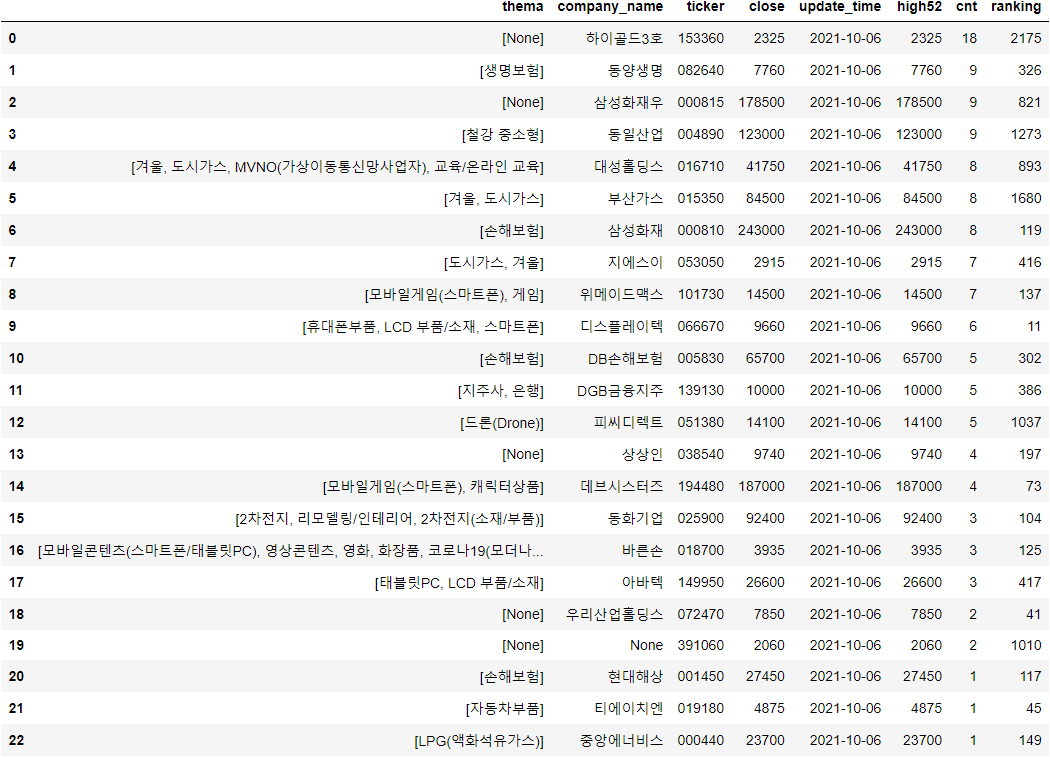 thema company_name ticker close update_time high52 cnt ranking
0 [None] 하이골드3호 153360 2325 2021-10-06 2325 18 2175
1 [생명보험] 동양생명 082640 7760 2021-10-06 7760 9 326
2 [None] 삼성화재우 000815 178500 2021-10-06 178500 9 821
3 [철강 중소형] 동일산업 004890 123000 2021-10-06 123000 9 1273
4 [겨울, 도시가스, MVNO(가상이동통신망사업자), 교육/온라인 교육] 대성홀딩스 016710 41750 2021-10-06 41750 8 893
5 [겨울, 도시가스] 부산가스 015350 84500 2021-10-06 84500 8 1680
6 [손해보험] 삼성화재 000810 243000 2021-10-06 243000 8 119
7 [도시가스, 겨울] 지에스이 053050 2915 2021-10-06 2915 7 416
8 [모바일게임(스마트폰), 게임] 위메이드맥스 101730 14500 2021-10-06 14500 7 137
9 [휴대폰부품, LCD 부품/소재, 스마트폰] 디스플레이텍 066670 9660 2021-10-06 9660 6 11
10 [손해보험] DB손해보험 005830 65700 2021-10-06 65700 5 302
11 [지주사, 은행] DGB금융지주 139130 10000 2021-10-06 10000 5 386
12 [드론(Drone)] 피씨디렉트 051380 14100 2021-10-06 14100 5 1037
13 [None] 상상인 038540 9740 2021-10-06 9740 4 197
14 [모바일게임(스마트폰), 캐릭터상품] 데브시스터즈 194480 187000 2021-10-06 187000 4 73
15 [2차전지, 리모델링/인테리어, 2차전지(소재/부품)] 동화기업 025900 92400 2021-10-06 92400 3 104
16 [모바일콘텐츠(스마트폰/태블릿PC), 영상콘텐츠, 영화, 화장품, 코로나19(모더나... 바른손 018700 3935 2021-10-06 3935 3 125
17 [태블릿PC, LCD 부품/소재] 아바텍 149950 26600 2021-10-06 26600 3 417
18 [None] 우리산업홀딩스 072470 7850 2021-10-06 7850 2 41
19 [None] None 391060 2060 2021-10-06 2060 2 1010
20 [손해보험] 현대해상 001450 27450 2021-10-06 27450 1 117
21 [자동차부품] 티에이치엔 019180 4875 2021-10-06 4875 1 45
22 [LPG(액화석유가스)] 중앙에너비스 000440 23700 2021-10-06 23700 1 149